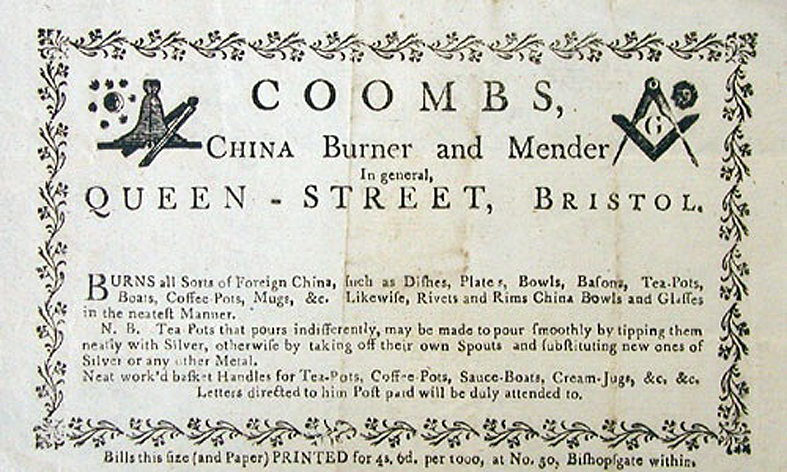 COOMBS,
G
CHINA Burner and Mender
In general,
QUEEN - STREET, BRISTOL.
BURNS all Sorts of Foreign China, ſuch as Diſhes, Plates, Bowls, Baſons, Tea-Pots,
Boats, Coffee-Pots, Mugs, &c. Likewiſe, Rivets and Rims China Bowls and Glaſſes
in the neateſt Manner.
N. B. Tea Pots that pours indifferently, may be made to pour ſmoothly by tipping them
neatly with Silver, otherwiſe by taking off their own Spouts and ſubſtituting new ones of
Silver or any other Metal.
Neat work'd baſket Handles for Tea-Pots, Coffee-Pots, Sauce-Boats, Cream-Jugs, &c. &c.
Letters directed to him Poſt paid will be duly attended to.
Bills this ſize (and Paper) PRINTED for 4s. 6d. per 1000, at No. 50, Biſhopſgate within.